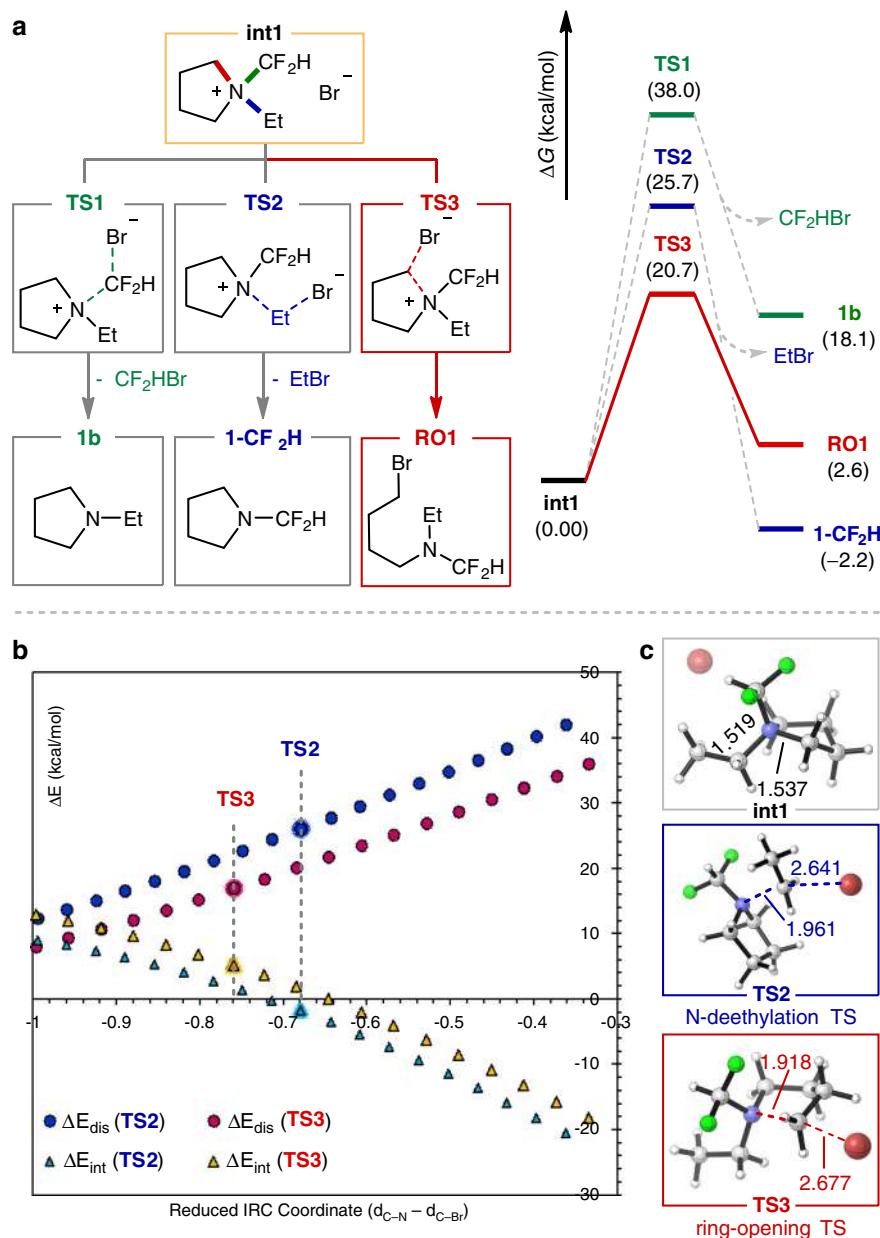 a
int1
CF2H
N
+
Br−
Et
TS1
TS2
TS3
Br−
CF2H
N
+
Et
CF2H
N
+
Br−
Et
Br−
CF2H
N
+
Et
- CF2HBr
- EtBr
1b
1-CF2H
RO1
N
Et
N
CF2H
Br
Et
N
CF2H
ΔG (kcal/mol)
TS1
(38.0)
TS2
(25.7)
TS3
(20.7)
CF2HBr
1b
(18.1)
EtBr
RO1
(2.6)
int1
(0.00)
1-CF2H
(−2.2)
b
ΔE (kcal/mol)
TS2
TS3
50
40
30
20
10
0
-10
-20
-30
-1
-0.9
-0.8
-0.7
-0.6
-0.5
-0.4
-0.3
ΔEdis (TS2)
ΔEdis (TS3)
ΔEint (TS2)
ΔEint (TS3)
Reduced IRC Coordinate (dC–N – dC–Br)
c
1.519
1.537
int1
2.641
1.961
TS2
N-deethylation TS
1.918
2.677
TS3
ring-opening TS